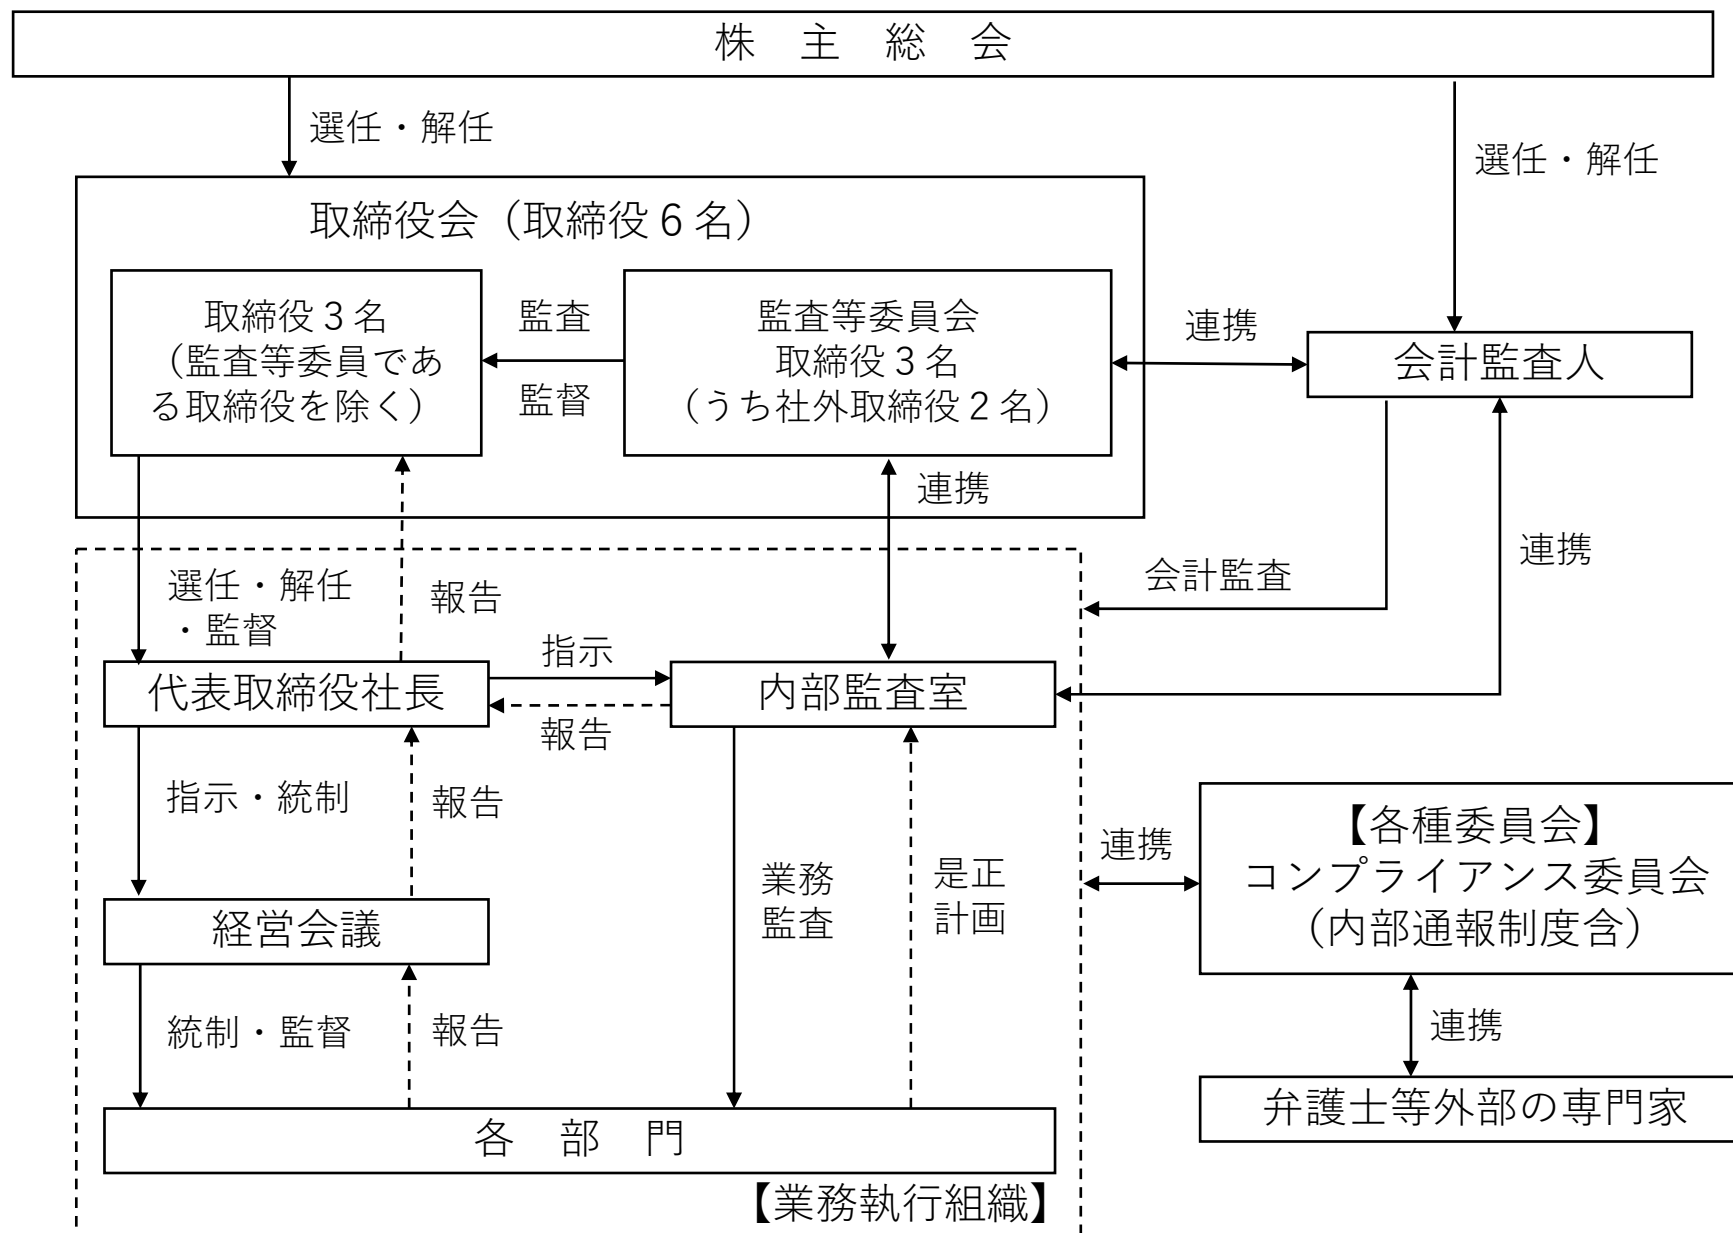 株　主　総　会
選任・解任
選任・解任
取締役会（取締役６名）
取締役３名
（監査等委員であ
る取締役を除く）
監査
監督
監査等委員会
取締役３名
（うち社外取締役２名）
連携
会計監査人
連携
連携
会計監査
選任・解任
・監督
報告
指示
代表取締役社長
内部監査室
報告
指示・統制
報告
業務
監査
是正
計画
連携
【各種委員会】
コンプライアンス委員会
（内部通報制度含）
経営会議
統制・監督
報告
連携
弁護士等外部の専門家
各　部　門
【業務執行組織】